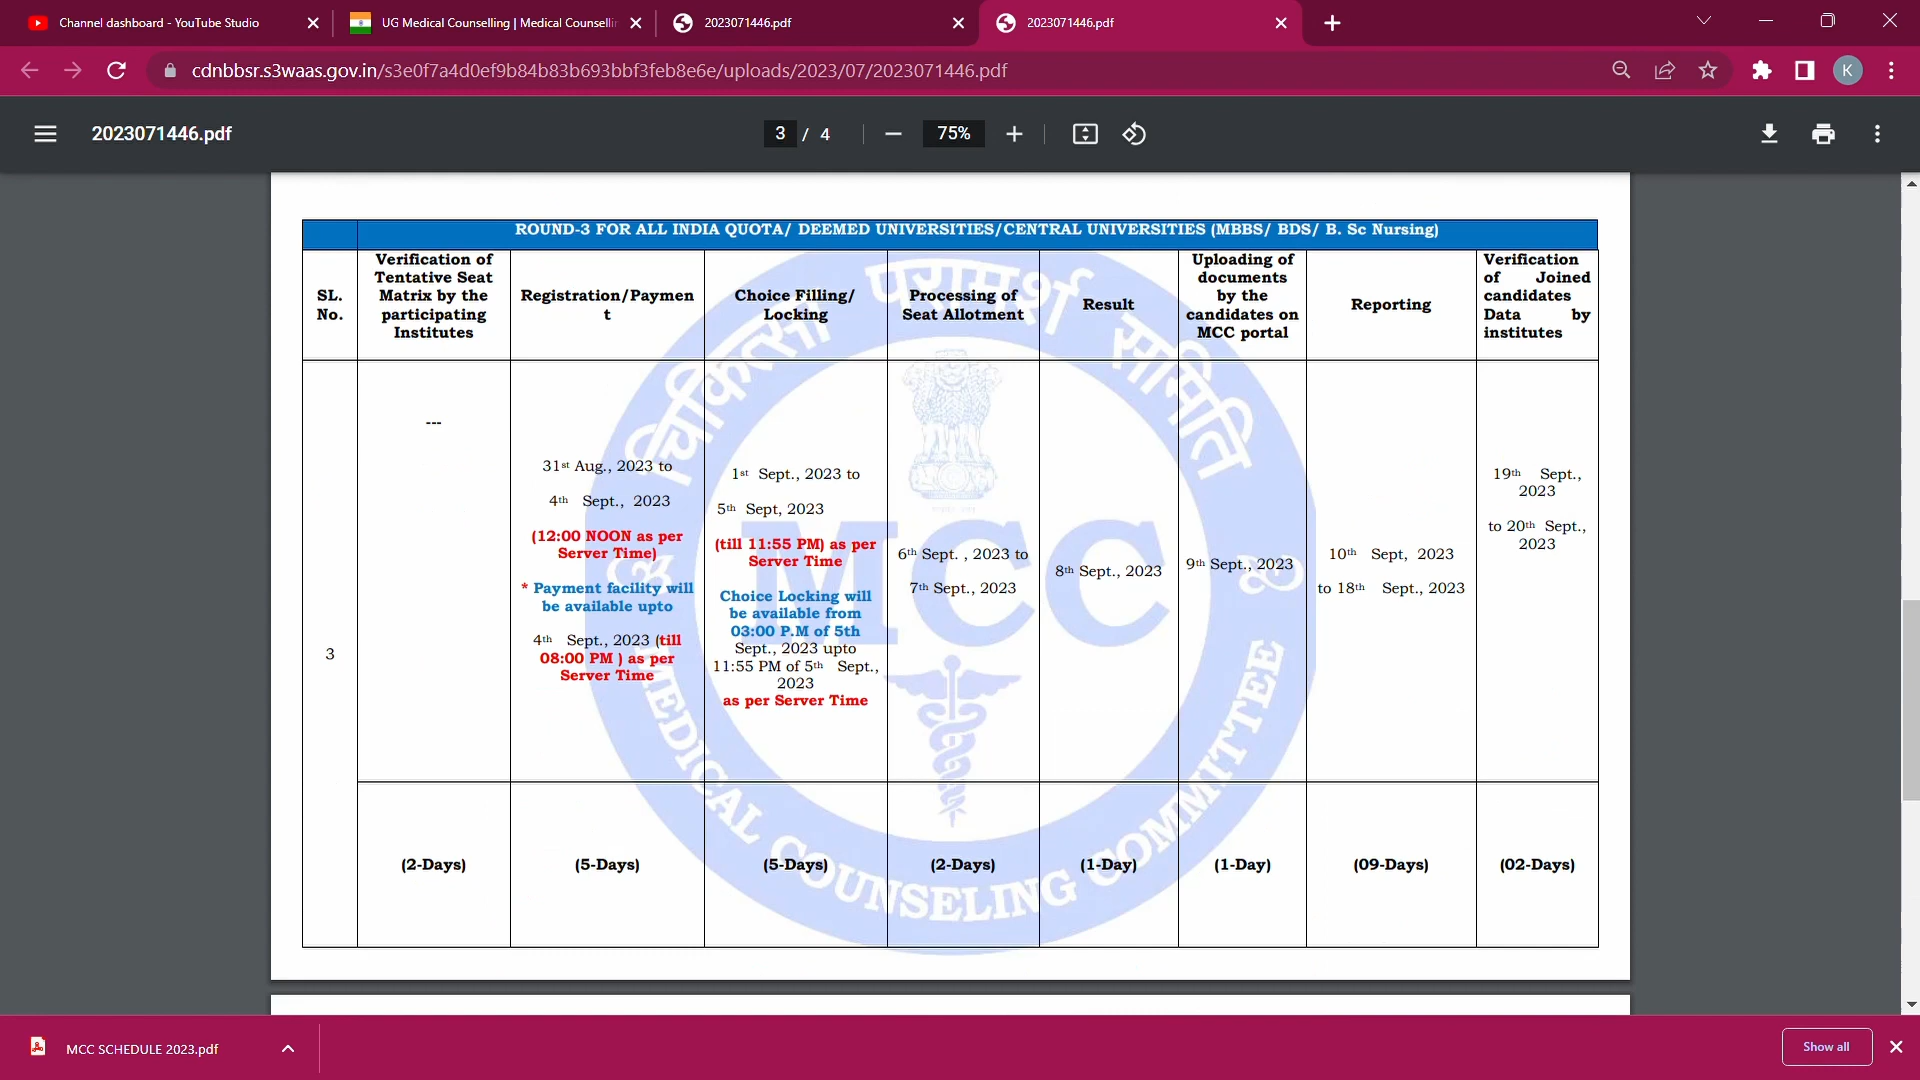 Channel dashboard - YouTube Studio
UG Medical Counselling | Medical Counselli
2023071446.pdf
2023071446.pdf
cdnbbsr.s3waas.gov.in/s3e0f7a4d0ef9b84b83b693bbf3feb8e6e/uploads/2023/07/2023071446.pdf
K
2023071446.pdf
3 / 4
75%
ROUND-3 FOR ALL INDIA QUOTA/ DEEMED UNIVERSITIES/CENTRAL UNIVERSITIES (MBBS/ BDS/ B. Sc Nursing)
SL.
No.
Verification of
Tentative Seat
Matrix by the
participating
Institutes
Registration/Paymen
t
Choice Filling/
Locking
Processing of
Seat Allotment
Result
Uploading of
documents
by the
candidates on
MCC portal
Reporting
Verification
of Joined
candidates
Data by
institutes
3
---
31st Aug., 2023 to
4th Sept., 2023
(12:00 NOON as per
Server Time)
* Payment facility will
be available upto
4th Sept., 2023 (till
08:00 PM ) as per
Server Time
1st Sept., 2023 to
5th Sept, 2023
(till 11:55 PM) as per
Server Time
Choice Locking will
be available from
03:00 P.M of 5th
Sept., 2023 upto
11:55 PM of 5th Sept.,
2023
as per Server Time
6th Sept. , 2023 to
7th Sept., 2023
8th Sept., 2023
9th Sept., 2023
10th Sept, 2023
to 18th Sept., 2023
19th Sept.,
2023
to 20th Sept.,
2023
(2-Days)
(5-Days)
(5-Days)
(2-Days)
(1-Day)
(1-Day)
(09-Days)
(02-Days)
चिकित्सा परामर्श समिति
MCC
MEDICAL COUNSELING COMMITTEE
MCC SCHEDULE 2023.pdf
Show all